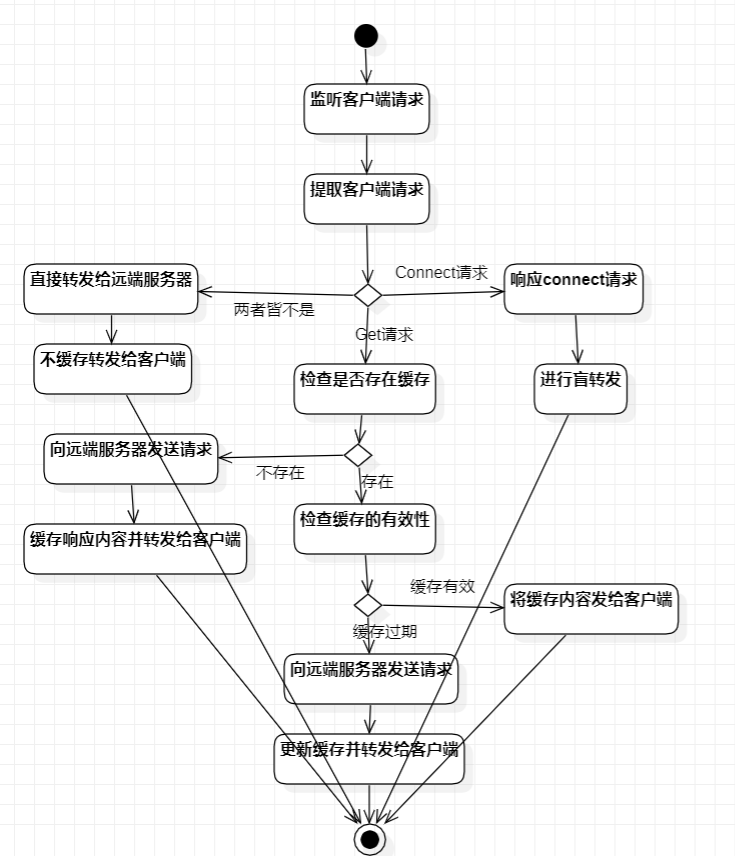 监听客户端请求
提取客户端请求
Connect请求
直接转发给远端服务器
响应connect请求
两者皆不是
Get请求
不缓存转发给客户端
检查是否存在缓存
进行盲转发
向远端服务器发送请求
不存在
存在
检查缓存的有效性
缓存响应内容并转发给客户端
缓存有效
将缓存内容发给客户端
缓存过期
向远端服务器发送请求
更新缓存并转发给客户端